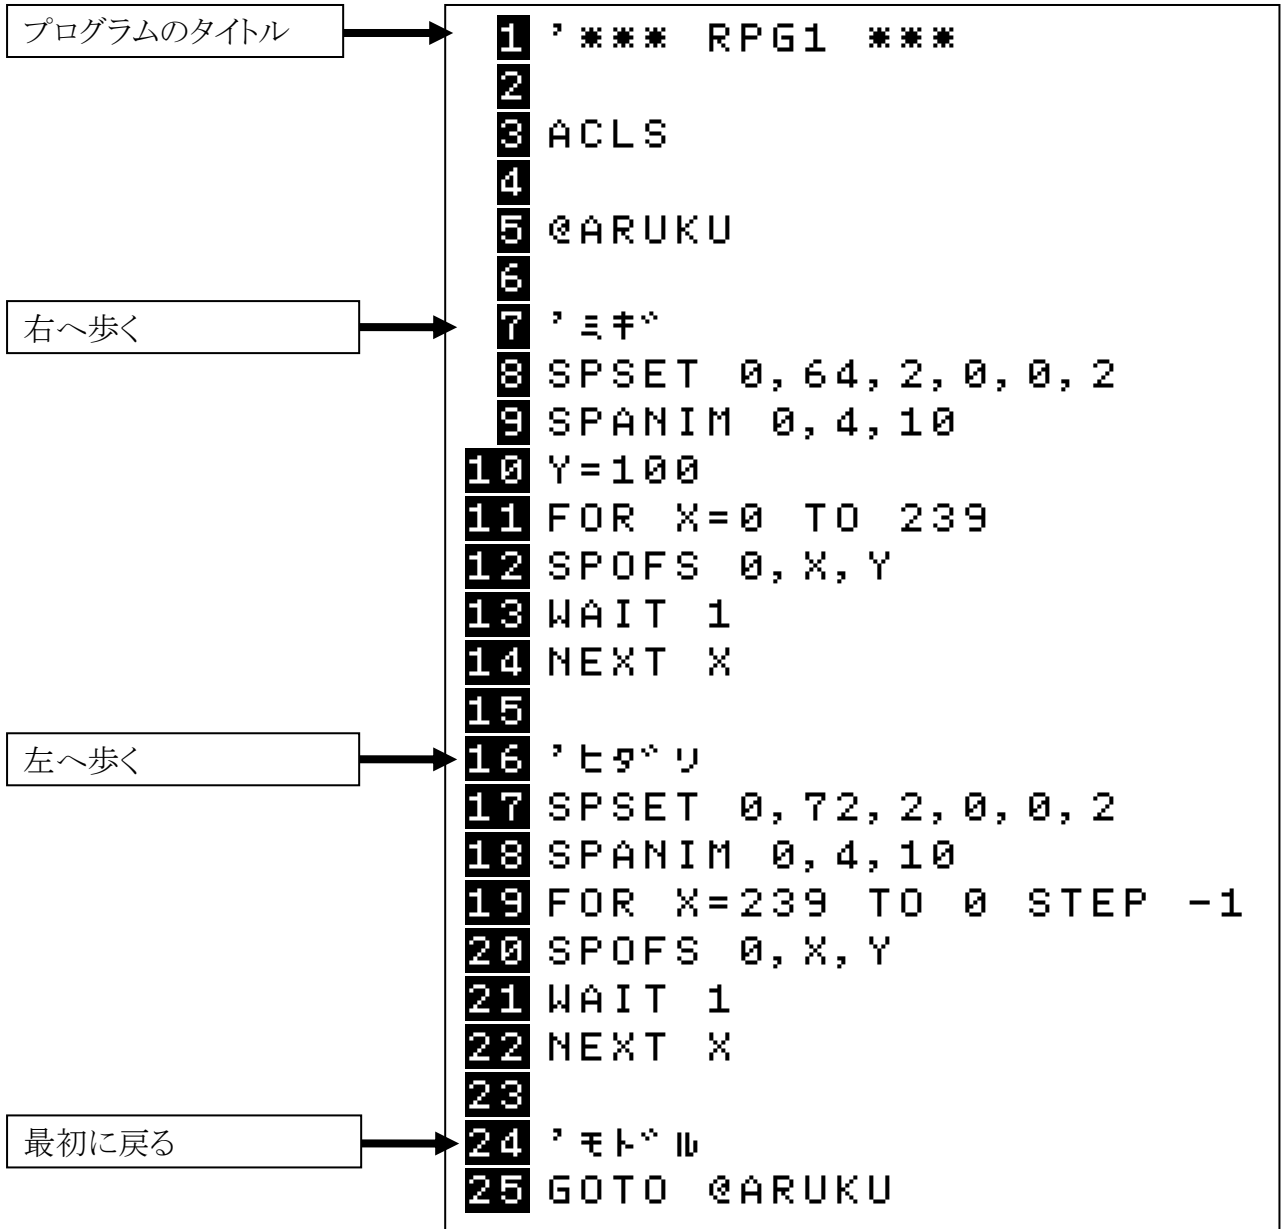 プログラムのタイトル
1 '*** RPG1 ***
2
3 ACLS
4
5 @ARUKU
6
右へ歩く
7 'ミギ
8 SPSET 0,64,2,0,0,2
9 SPANIM 0,4,10
10 Y=100
11 FOR X=0 TO 239
12 SPOFS 0,X,Y
13 WAIT 1
14 NEXT X
15
左へ歩く
16 'ヒダリ
17 SPSET 0,72,2,0,0,2
18 SPANIM 0,4,10
19 FOR X=239 TO 0 STEP -1
20 SPOFS 0,X,Y
21 WAIT 1
22 NEXT X
23
最初に戻る
24 'モドル
25 GOTO @ARUKU